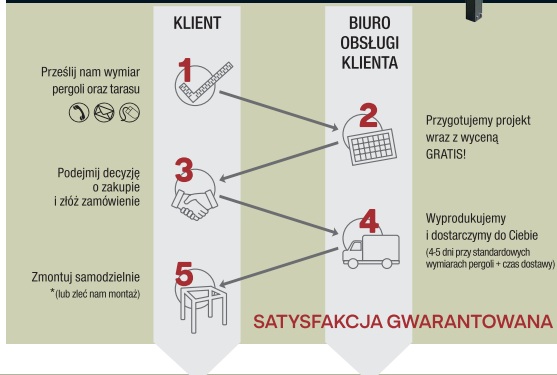 KLIENT
BIURO
OBSŁUGI
KLIENTA
1
Prześlij nam wymiar
pergoli oraz tarasu
2
Przygotujemy projekt
wraz z wyceną
GRATIS!
3
Podejmij decyzję
o zakupie
i złóż zamówienie
4
Wyprodukujemy
i dostarczymy do Ciebie
(4-5 dni przy standardowych
wymiarach pergoli + czas dostawy)
5
Zmontuj samodzielnie
*(lub zleć nam montaż)
SATYSFAKCJA GWARANTOWANA